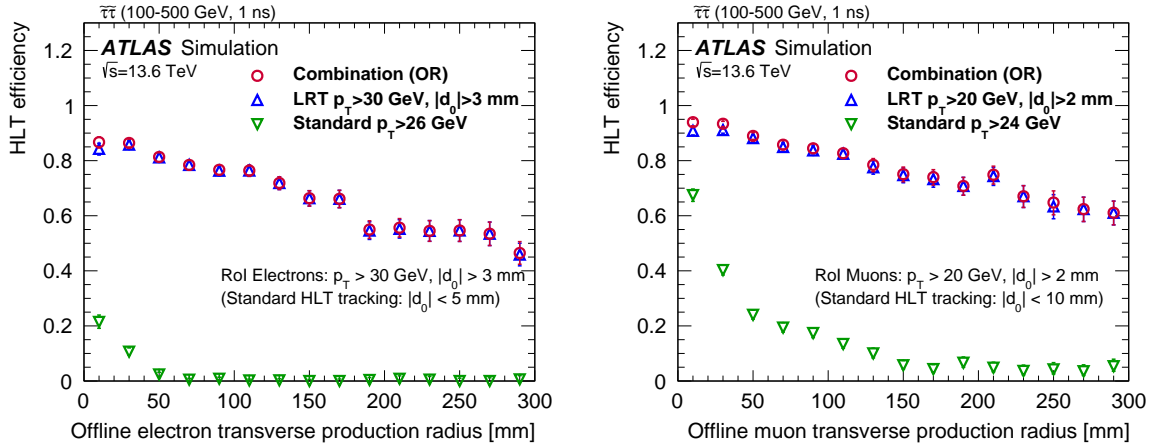 τ̃τ̃ (100-500 GeV, 1 ns)
ATLAS Simulation
√s=13.6 TeV
Combination (OR)
LRT p_T>30 GeV, |d_0|>3 mm
Standard p_T>26 GeV
RoI Electrons: p_T > 30 GeV, |d_0| > 3 mm
(Standard HLT tracking: |d_0| < 5 mm)
HLT efficiency
1.2
1
0.8
0.6
0.4
0.2
0
0 50 100 150 200 250 300
Offline electron transverse production radius [mm]
τ̃τ̃ (100-500 GeV, 1 ns)
ATLAS Simulation
√s=13.6 TeV
Combination (OR)
LRT p_T>20 GeV, |d_0|>2 mm
Standard p_T>24 GeV
RoI Muons: p_T > 20 GeV, |d_0| > 2 mm
(Standard HLT tracking: |d_0| < 10 mm)
HLT efficiency
1.2
1
0.8
0.6
0.4
0.2
0
0 50 100 150 200 250 300
Offline muon transverse production radius [mm]